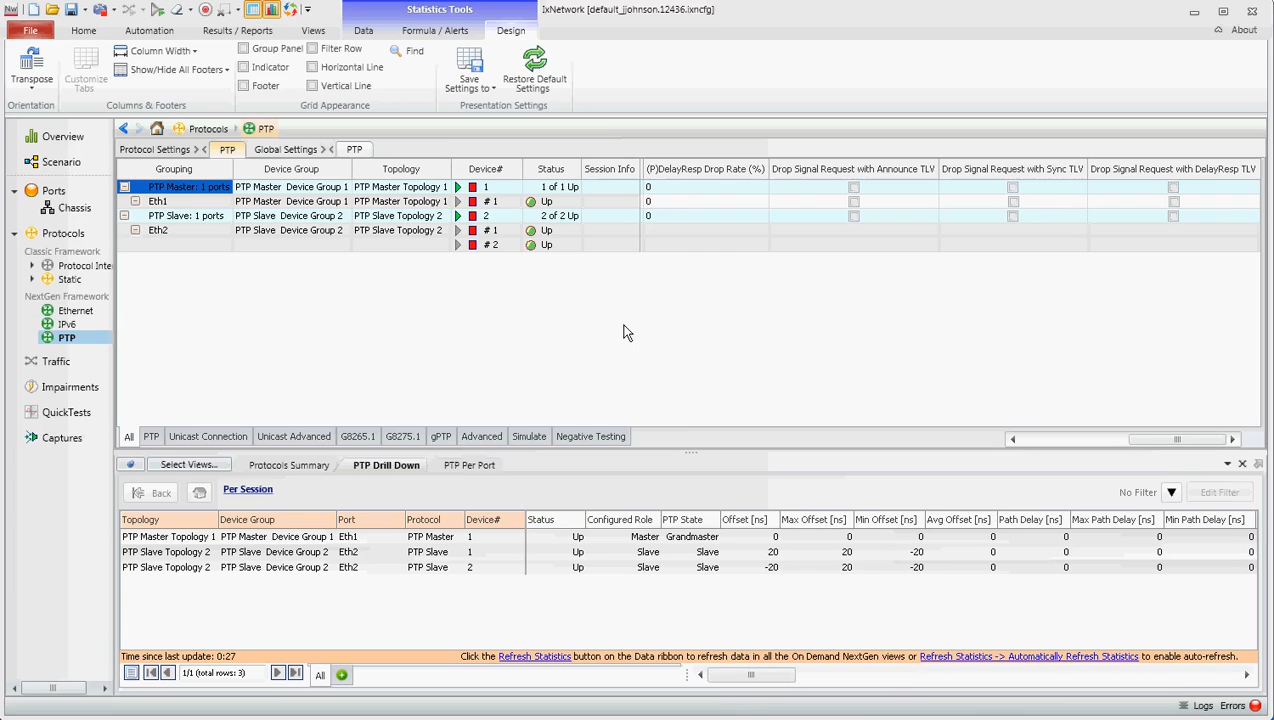 Nw
Statistics Tools
IxNetwork [default_jjohnson.12436.ixncfg]
File Home Automation Results / Reports Views Data Formula / Alerts Design About
Transpose
Customize Tabs
Column Width
Show/Hide All Footers
Group Panel Filter Row Find
Indicator Horizontal Line
Footer Vertical Line
Save Settings to
Restore Default Settings
Orientation Columns & Footers Grid Appearance Presentation Settings
Overview
Scenario
Ports
Chassis
Protocols
Classic Framework
Protocol Inte
Static
NextGen Framework
Ethernet
IPv6
PTP
Traffic
Impairments
QuickTests
Captures
Protocols PTP
Protocol Settings PTP Global Settings PTP
Grouping Device Group Topology Device# Status Session Info (P)DelayResp Drop Rate (%) Drop Signal Request with Announce TLV Drop Signal Request with Sync TLV Drop Signal Request with DelayResp TLV
PTP Master: 1 ports PTP Master Device Group 1 PTP Master Topology 1 1 1 of 1 Up 0
Eth1 PTP Master Device Group 1 PTP Master Topology 1 # 1 Up 0
PTP Slave: 1 ports PTP Slave Device Group 2 PTP Slave Topology 2 2 2 of 2 Up 0
Eth2 PTP Slave Device Group 2 PTP Slave Topology 2 # 1 Up
# 2 Up
All PTP Unicast Connection Unicast Advanced G8265.1 G8275.1 gPTP Advanced Simulate Negative Testing
Select Views... Protocols Summary PTP Drill Down PTP Per Port
Back Per Session No Filter Edit Filter
Topology Device Group Port Protocol Device# Status Configured Role PTP State Offset [ns] Max Offset [ns] Min Offset [ns] Avg Offset [ns] Path Delay [ns] Max Path Delay [ns] Min Path Delay [ns]
PTP Master Topology 1 PTP Master Device Group 1 Eth1 PTP Master 1 Up Master Grandmaster 0 0 0 0 0 0 0
PTP Slave Topology 2 PTP Slave Device Group 2 Eth2 PTP Slave 1 Up Slave Slave 20 20 -20 0 0 0 0
PTP Slave Topology 2 PTP Slave Device Group 2 Eth2 PTP Slave 2 Up Slave Slave -20 20 -20 0 0 0 0
Time since last update: 0:27 Click the Refresh Statistics button on the Data ribbon to refresh data in all the On Demand NextGen views or Refresh Statistics -> Automatically Refresh Statistics to enable auto-refresh.
1/1 (total rows: 3) All
Logs Errors